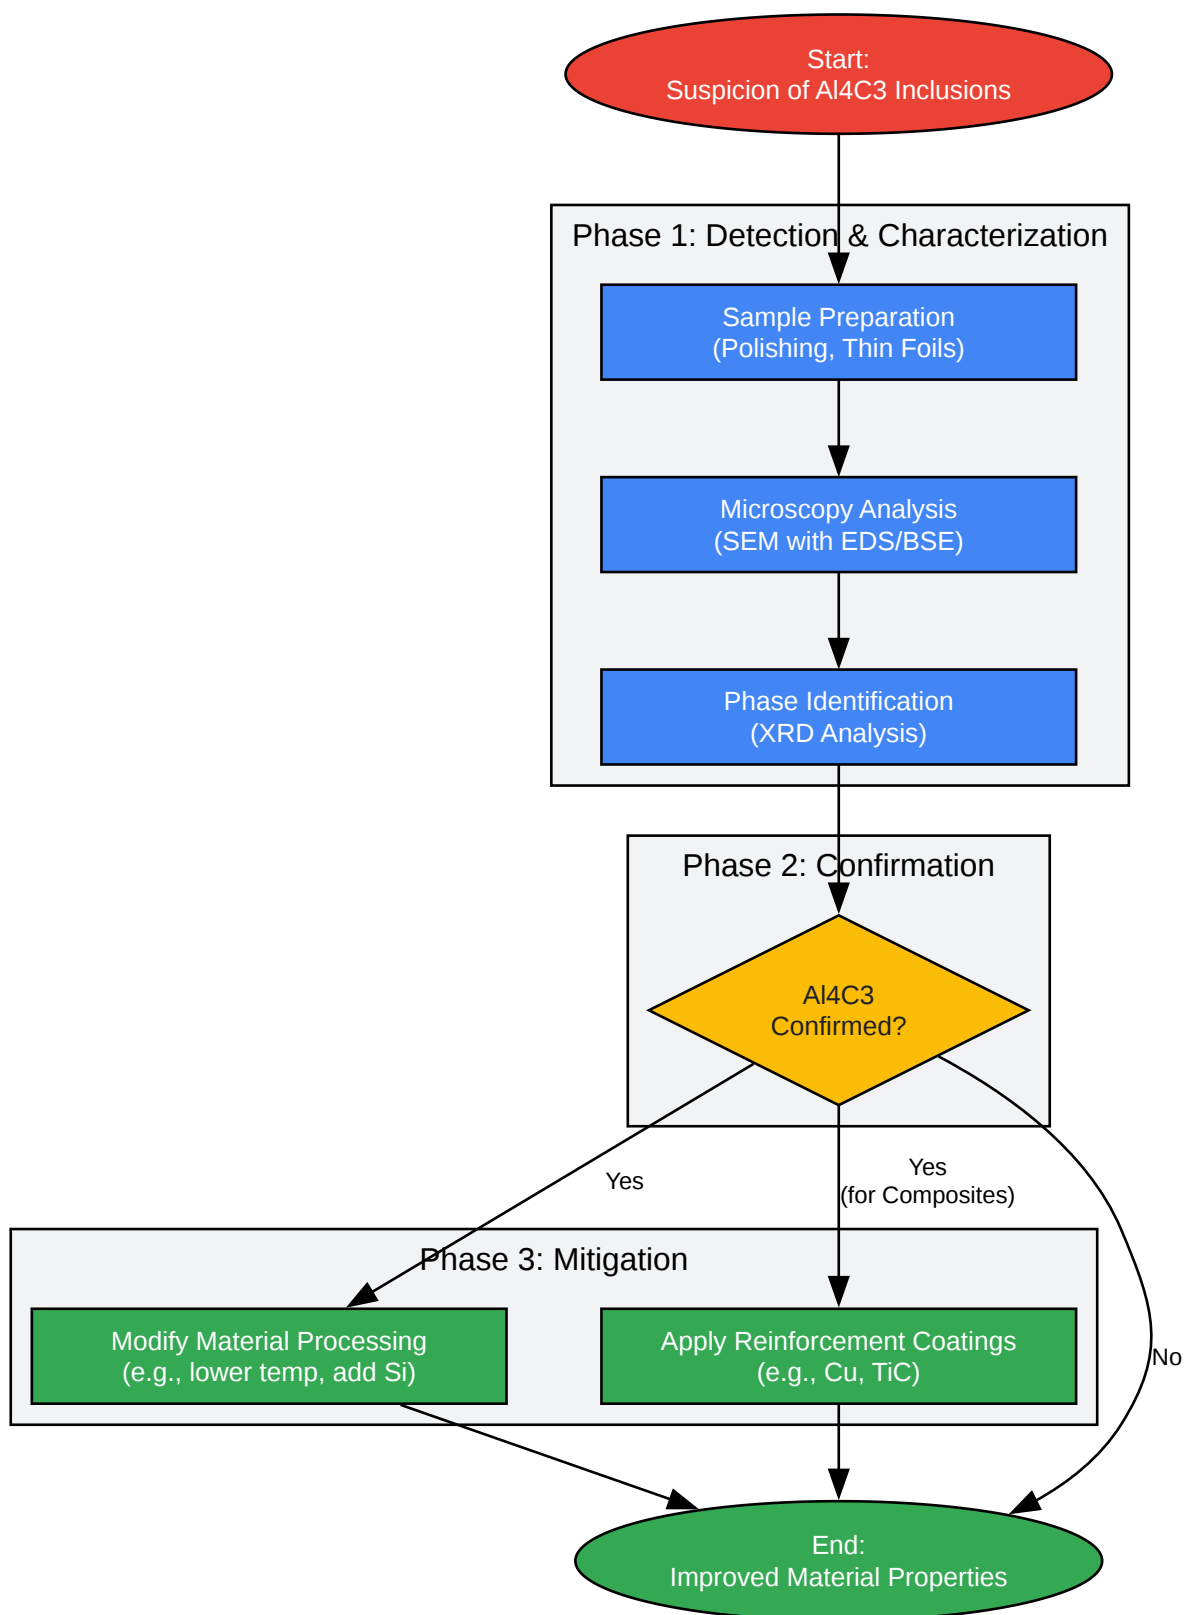 Start:
Suspicion of Al4C3 Inclusions
Phase 1: Detection & Characterization
Sample Preparation
(Polishing, Thin Foils)
Microscopy Analysis
(SEM with EDS/BSE)
Phase Identification
(XRD Analysis)
Phase 2: Confirmation
Al4C3
Confirmed?
Yes
Yes
(for Composites)
Phase 3: Mitigation
Modify Material Processing
(e.g., lower temp, add Si)
Apply Reinforcement Coatings
(e.g., Cu, TiC)
No
End:
Improved Material Properties